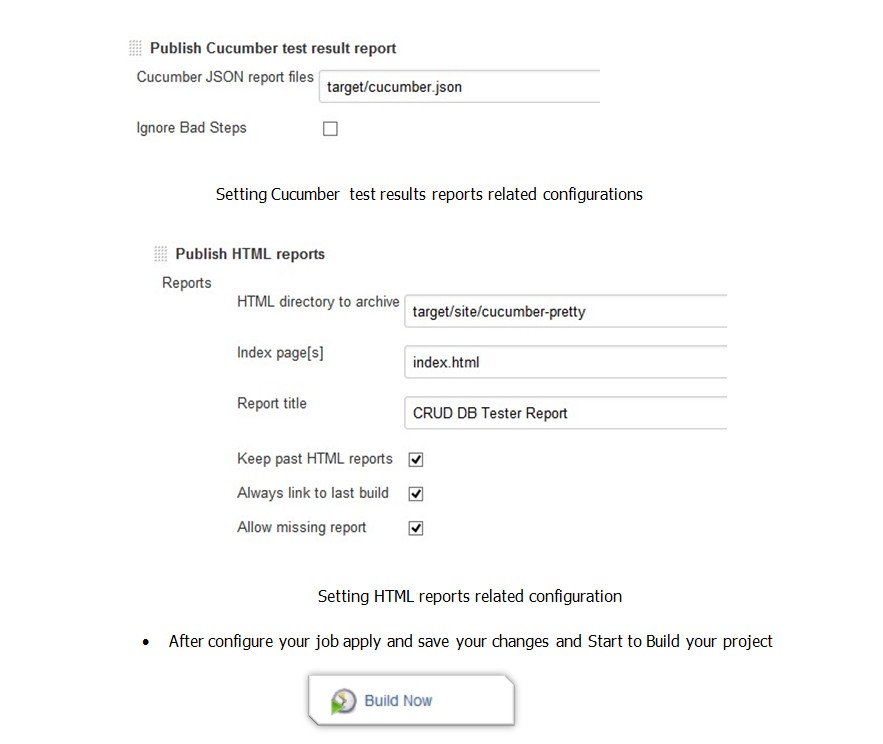 Publish Cucumber test result report
Cucumber JSON report files target/cucumber.json
Ignore Bad Steps
Setting Cucumber test results reports related configurations
Publish HTML reports
Reports
HTML directory to archive target/site/cucumber-pretty
Index page[s] index.html
Report title CRUD DB Tester Report
Keep past HTML reports
Always link to last build
Allow missing report
Setting HTML reports related configuration
• After configure your job apply and save your changes and Start to Build your project
Build Now